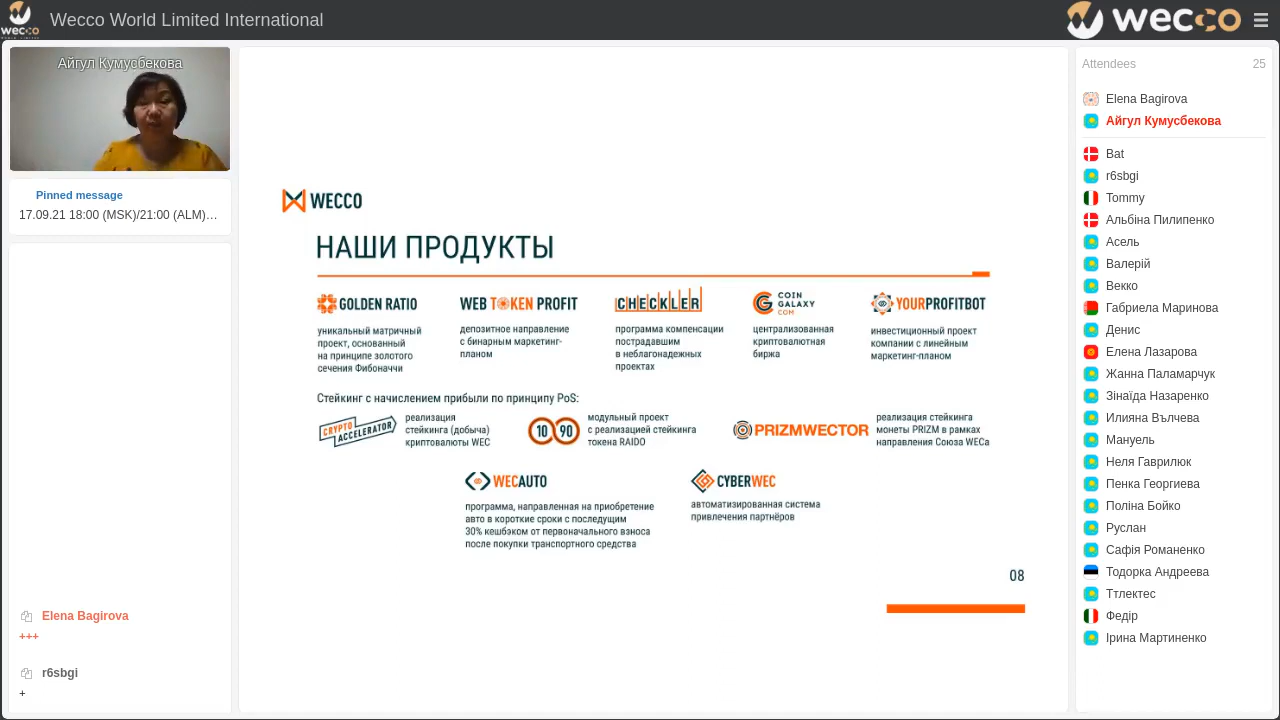 wecco
Wecco World Limited International
wecco
Айгул Кумусбекова
Pinned message
17.09.21 18:00 (MSK)/21:00 (ALM)…
Elena Bagirova
+++
r6sbgi
+
WECCO
НАШИ ПРОДУКТЫ
GOLDEN RATIO
уникальный матричный
проект, основанный
на принципе золотого
сечения Фибоначчи
WEB TOKEN PROFIT
депозитное направление
с бинарным маркетинг-
планом
CHECKLER
программа компенсации
пострадавшим
в неблагонадежных
проектах
COIN
GALAXY
COM
централизованная
криптовалютная
биржа
YOURPROFITBOT
инвестиционный проект
компании с линейным
маркетинг-планом
Стейкинг с начислением прибыли по принципу PoS:
CRYPTO
ACCELERATOR
реализация
стейкинга (добыча)
криптовалюты WEC
10 90
модульный проект
с реализацией стейкинга
токена RAIDO
PRIZMWECTOR
реализация стейкинга
монеты PRIZM в рамках
направления Союза WECa
WECAUTO
программа, направленная на приобретение
авто в короткие сроки с последущим
30% кешбэком от первоначального взноса
после покупки транспортного средства
CYBERWEC
автоматизированная система
привлечения партнёров
08
Attendees 25
Elena Bagirova
Айгул Кумусбекова
Bat
r6sbgi
Tommy
Альбіна Пилипенко
Асель
Валерій
Векко
Габриела Маринова
Денис
Елена Лазарова
Жанна Паламарчук
Зінаїда Назаренко
Илияна Вълчева
Мануель
Неля Гаврилюк
Пенка Георгиева
Поліна Бойко
Руслан
Сафія Романенко
Тодорка Андреева
Ттлектес
Федір
Ірина Мартиненко